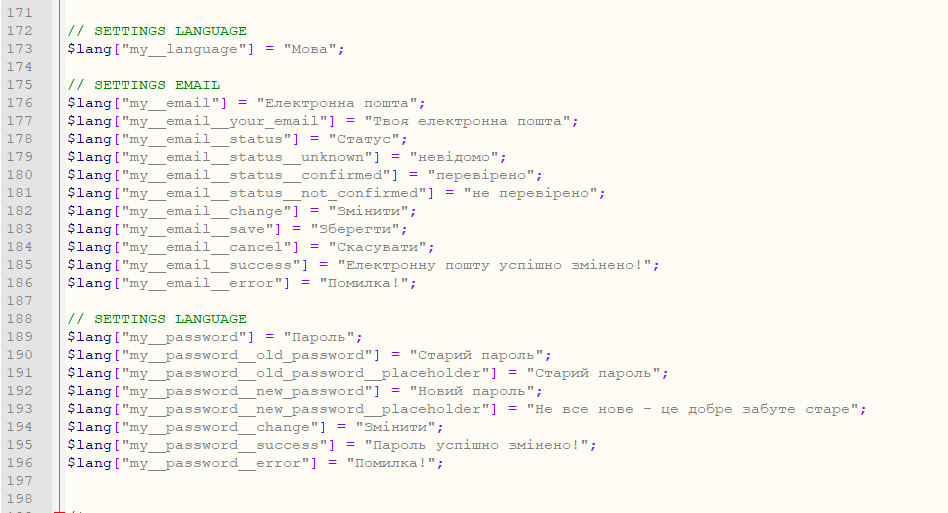 171
172 // SETTINGS LANGUAGE
173 $lang["my__language"] = "Мова";
174
175 // SETTINGS EMAIL
176 $lang["my__email"] = "Електронна пошта";
177 $lang["my__email__your_email"] = "Твоя електронна пошта";
178 $lang["my__email__status"] = "Статус";
179 $lang["my__email__status__unknown"] = "невідомо";
180 $lang["my__email__status__confirmed"] = "перевірено";
181 $lang["my__email__status__not_confirmed"] = "не перевірено";
182 $lang["my__email__change"] = "Змінити";
183 $lang["my__email__save"] = "Зберегти";
184 $lang["my__email__cancel"] = "Скасувати";
185 $lang["my__email__success"] = "Електронну пошту успішно змінено!";
186 $lang["my__email__error"] = "Помилка!";
187
188 // SETTINGS LANGUAGE
189 $lang["my__password"] = "Пароль";
190 $lang["my__password__old_password"] = "Старий пароль";
191 $lang["my__password__old_password__placeholder"] = "Старий пароль";
192 $lang["my__password__new_password"] = "Новий пароль";
193 $lang["my__password__new_password__placeholder"] = "Не все нове - це добре забуте старе";
194 $lang["my__password__change"] = "Змінити";
195 $lang["my__password__success"] = "Пароль успішно змінено!";
196 $lang["my__password__error"] = "Помилка!";
197
198